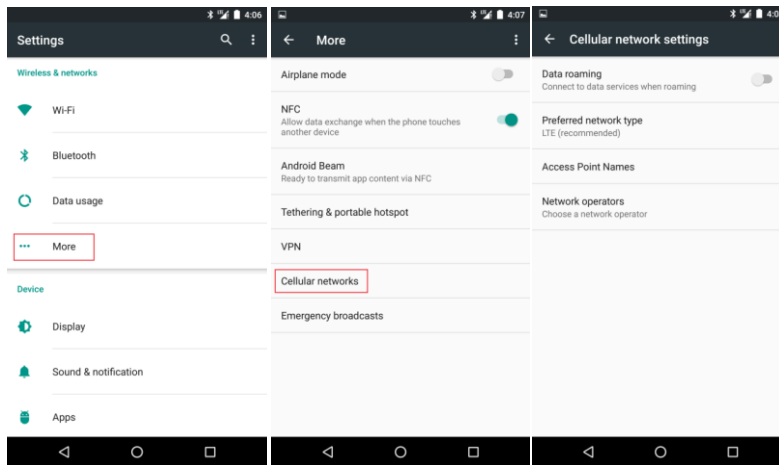 4:06
Settings
Wireless & networks
Wi-Fi
Bluetooth
Data usage
More
Device
Display
Sound & notification
Apps
4:07
More
Airplane mode
NFC
Allow data exchange when the phone touches
another device
Android Beam
Ready to transmit app content via NFC
Tethering & portable hotspot
VPN
Cellular networks
Emergency broadcasts
Cellular network settings
Data roaming
Connect to data services when roaming
Preferred network type
LTE (recommended)
Access Point Names
Network operators
Choose a network operator